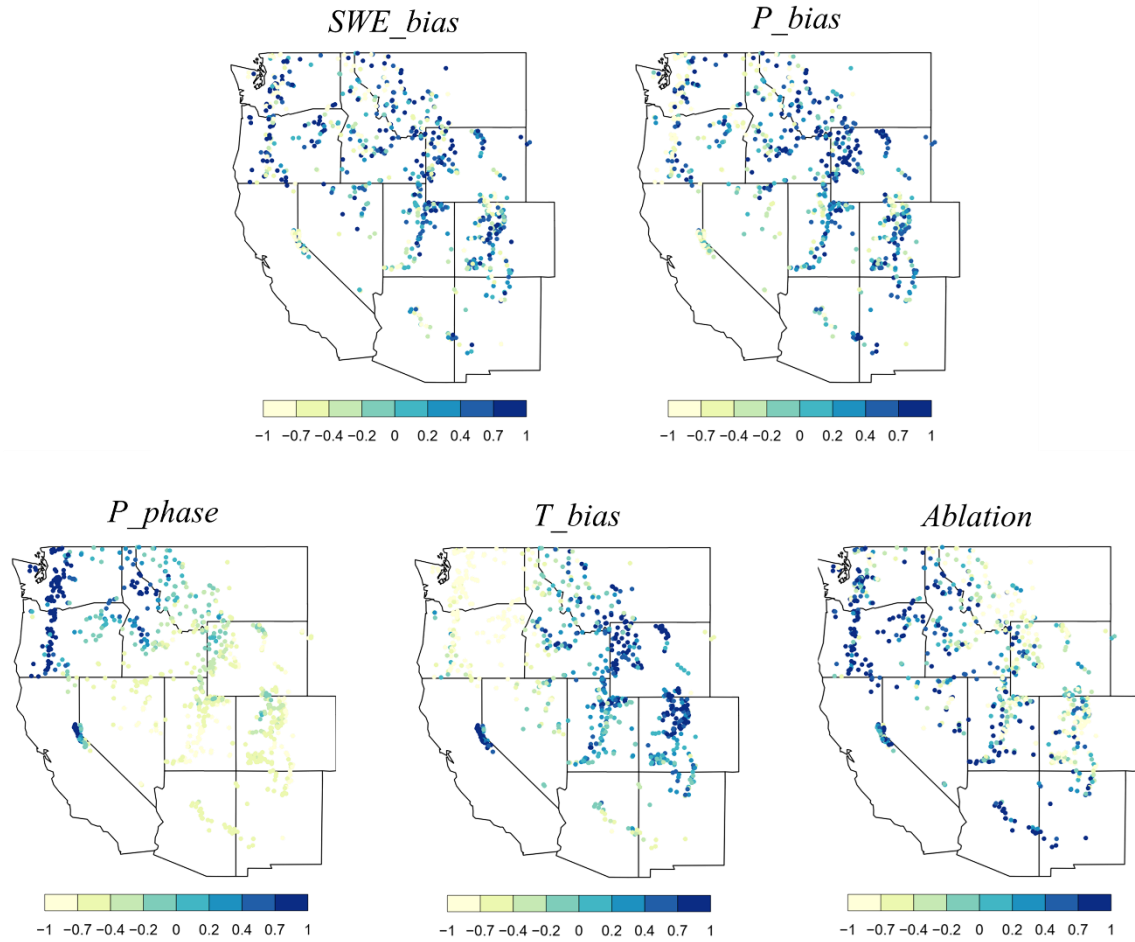 SWE_bias P_bias
−1 −0.7 −0.4 −0.2 0 0.2 0.4 0.7 1 −1 −0.7 −0.4 −0.2 0 0.2 0.4 0.7 1
P_phase T_bias Ablation
−1 −0.7 −0.4 −0.2 0 0.2 0.4 0.7 1 −1 −0.7 −0.4 −0.2 0 0.2 0.4 0.7 1 −1 −0.7 −0.4 −0.2 0 0.2 0.4 0.7 1